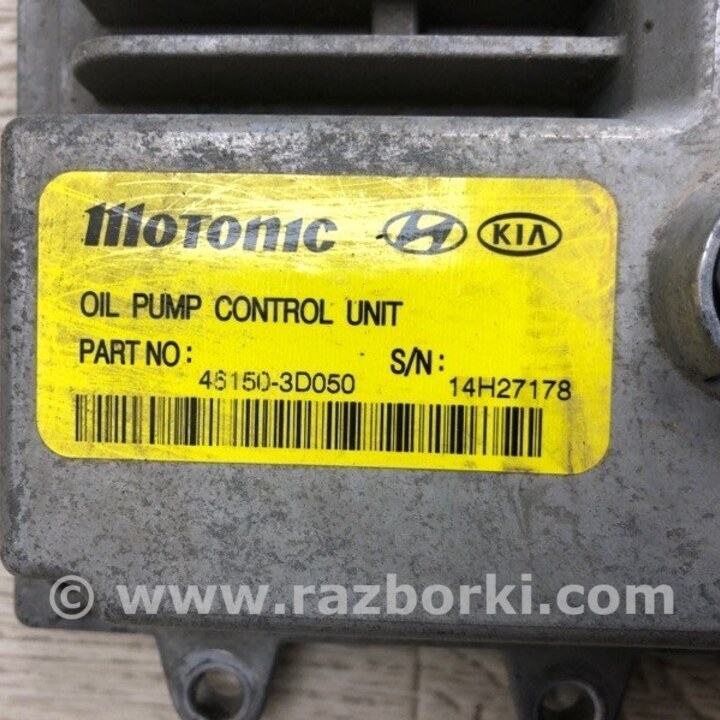 MOTONIC KIA
OIL PUMP CONTROL UNIT
PART NO: S/N:
46150-3D050 14H27178
© www.razborki.com